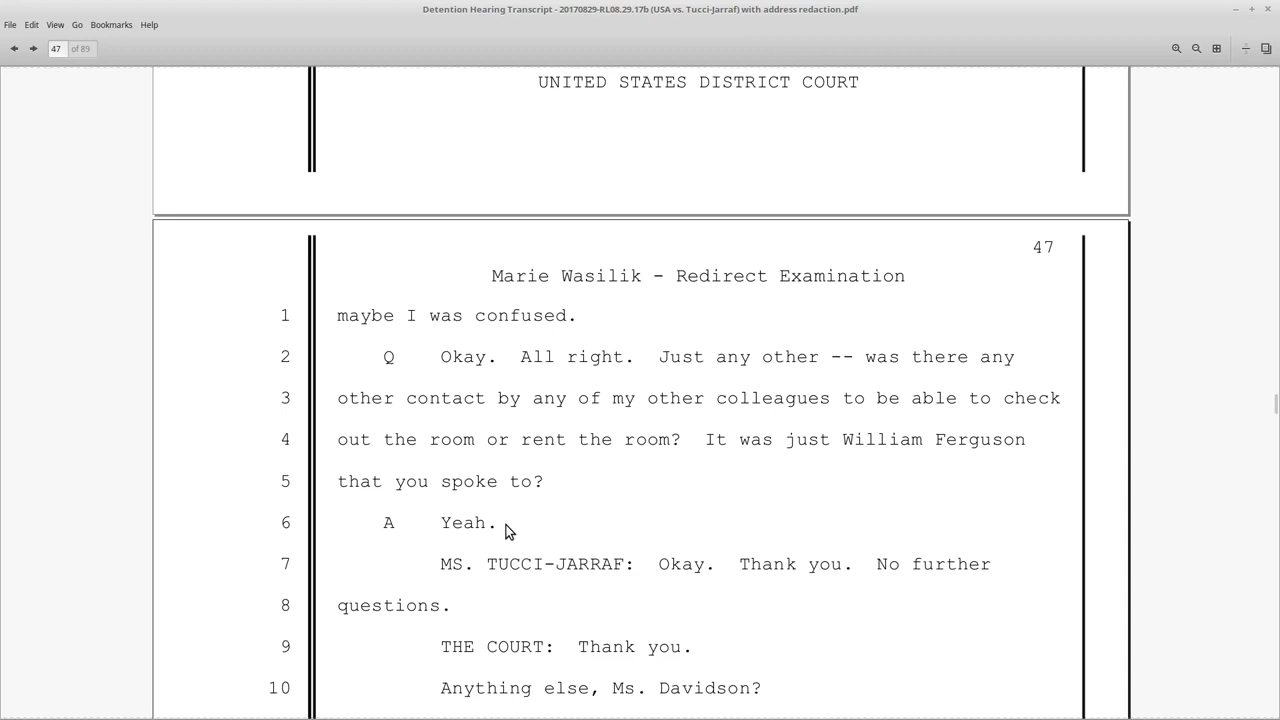 Detention Hearing Transcript - 20170829-RL08.29.17b (USA vs. Tucci-Jarraf) with address redaction.pdf
File Edit View Go Bookmarks Help
47 of 89
UNITED STATES DISTRICT COURT
47
Marie Wasilik - Redirect Examination
1 maybe I was confused.
2 Q Okay. All right. Just any other -- was there any
3 other contact by any of my other colleagues to be able to check
4 out the room or rent the room? It was just William Ferguson
5 that you spoke to?
6 A Yeah.
7 MS. TUCCI-JARRAF: Okay. Thank you. No further
8 questions.
9 THE COURT: Thank you.
10 Anything else, Ms. Davidson?